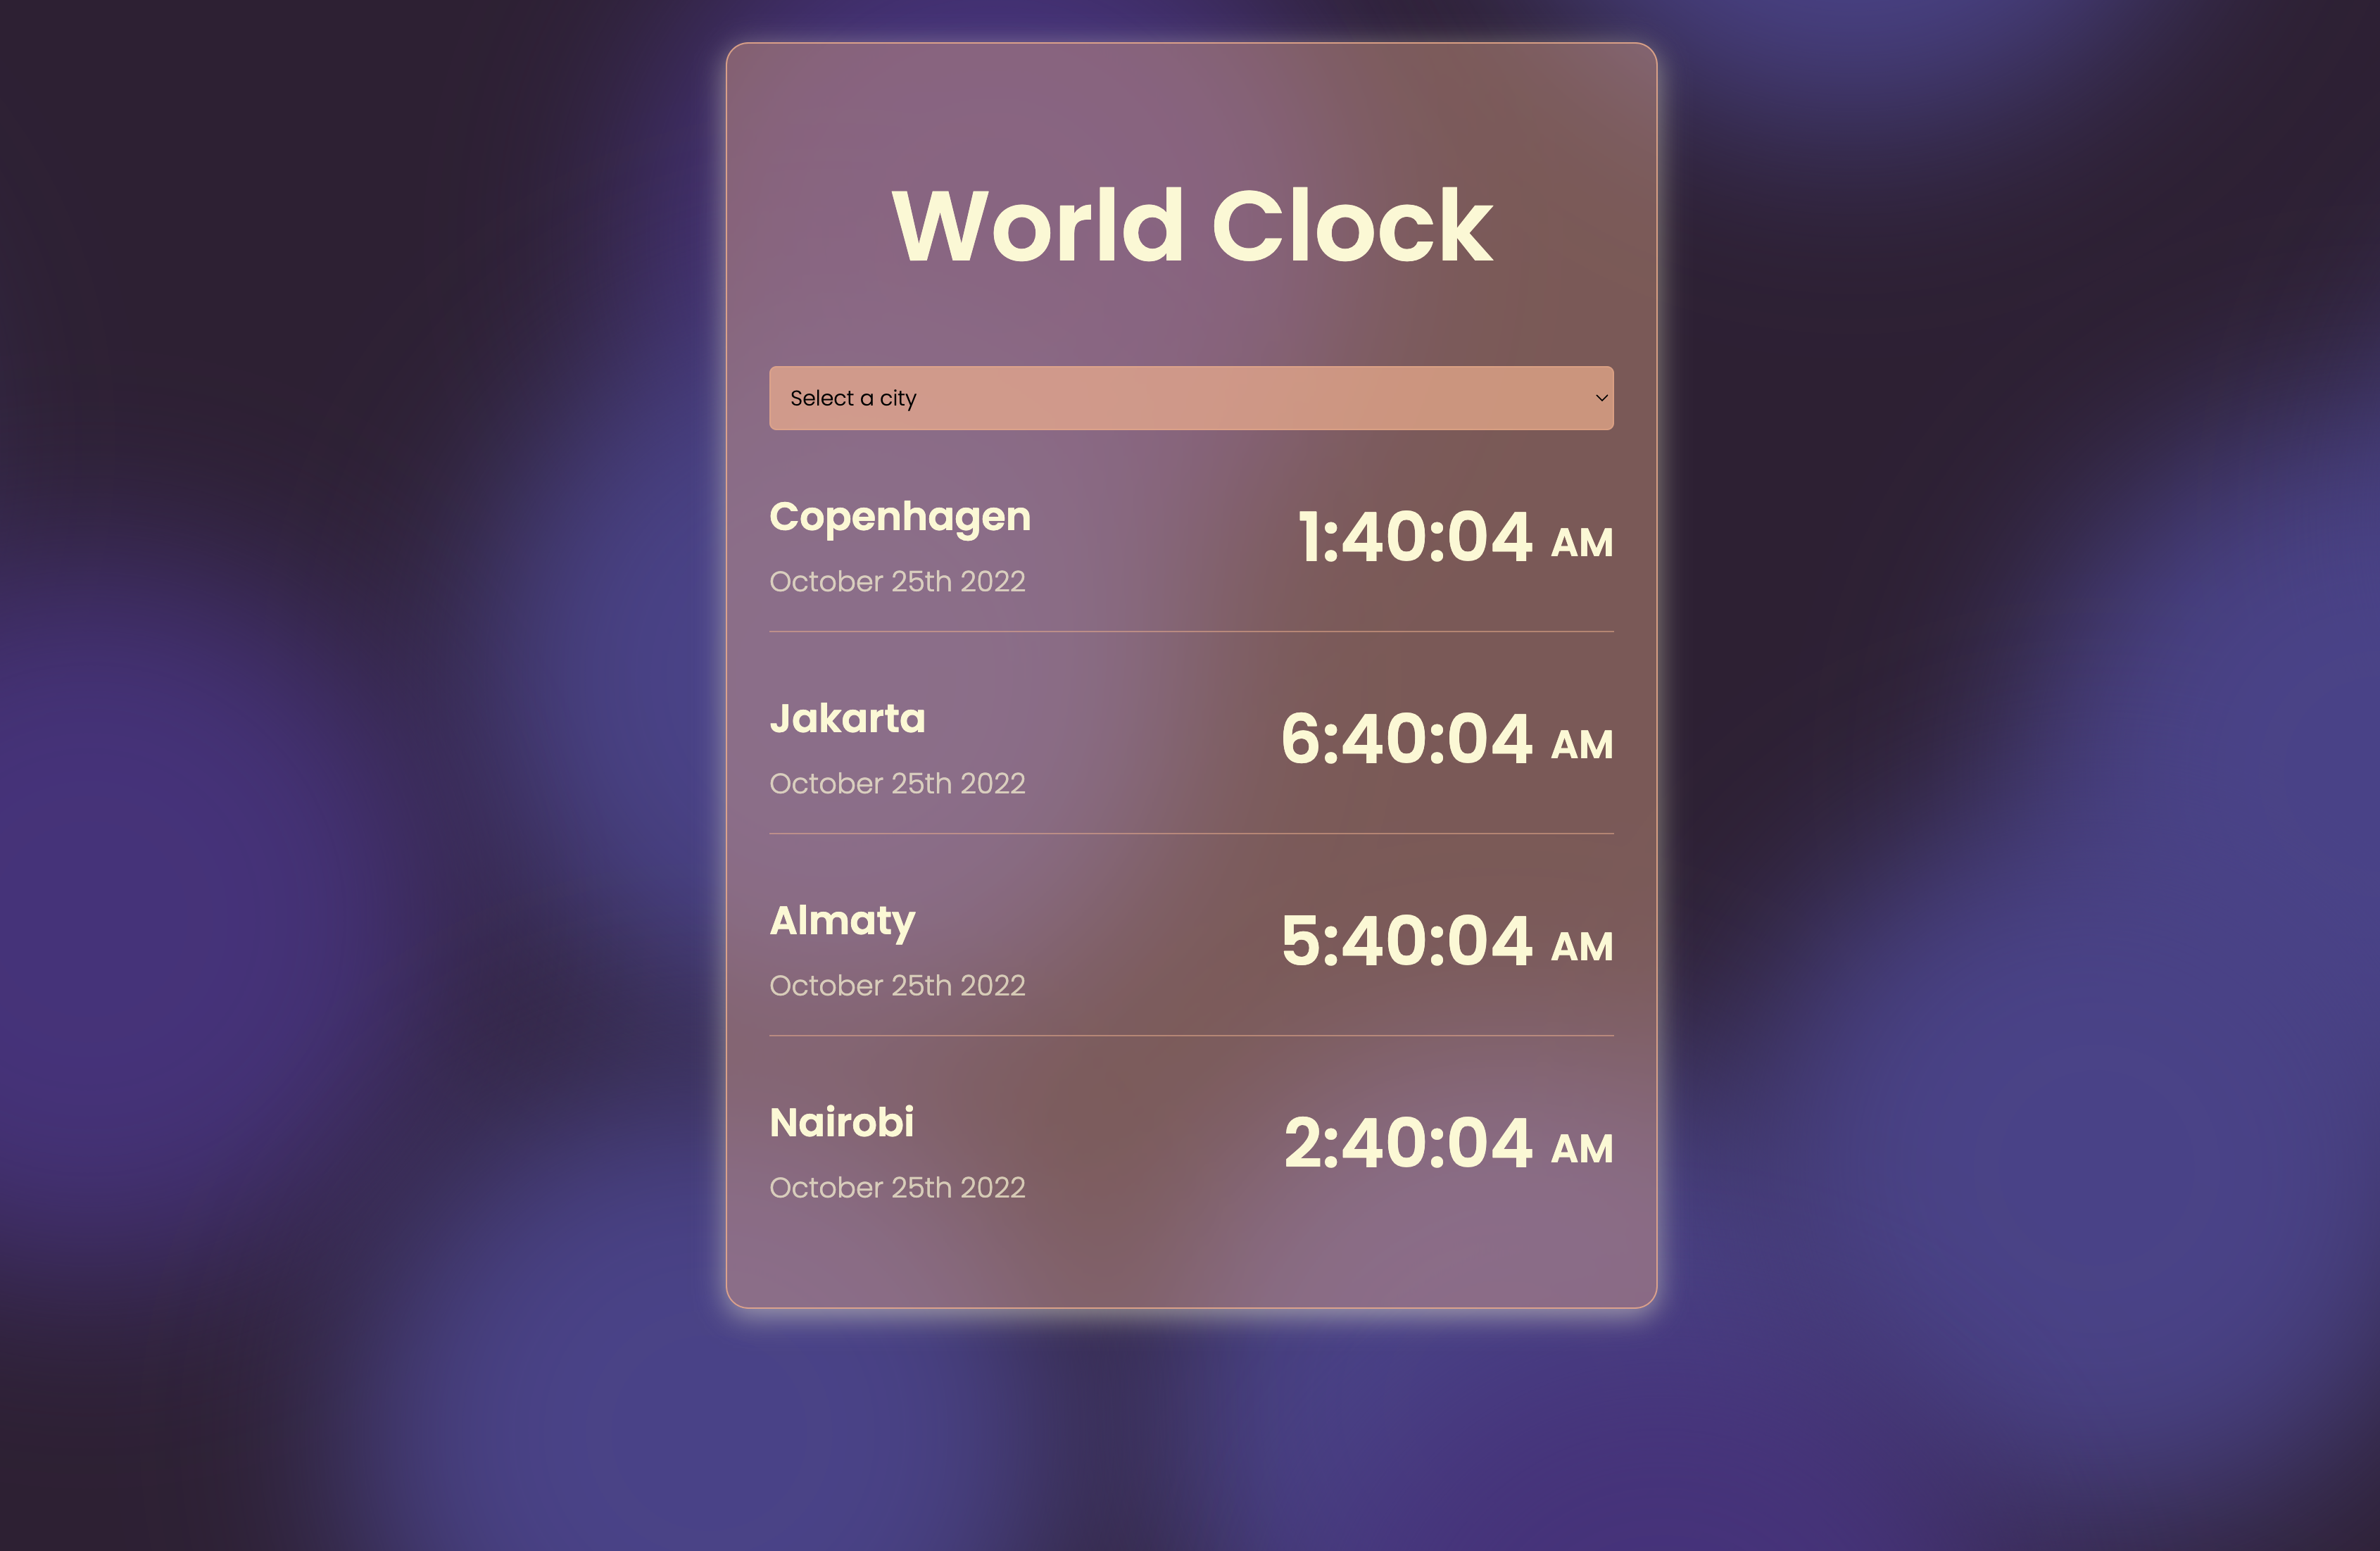 World Clock
Select a city
Copenhagen
1:40:04 AM
October 25th 2022
Jakarta
6:40:04 AM
October 25th 2022
Almaty
5:40:04 AM
October 25th 2022
Nairobi
2:40:04 AM
October 25th 2022